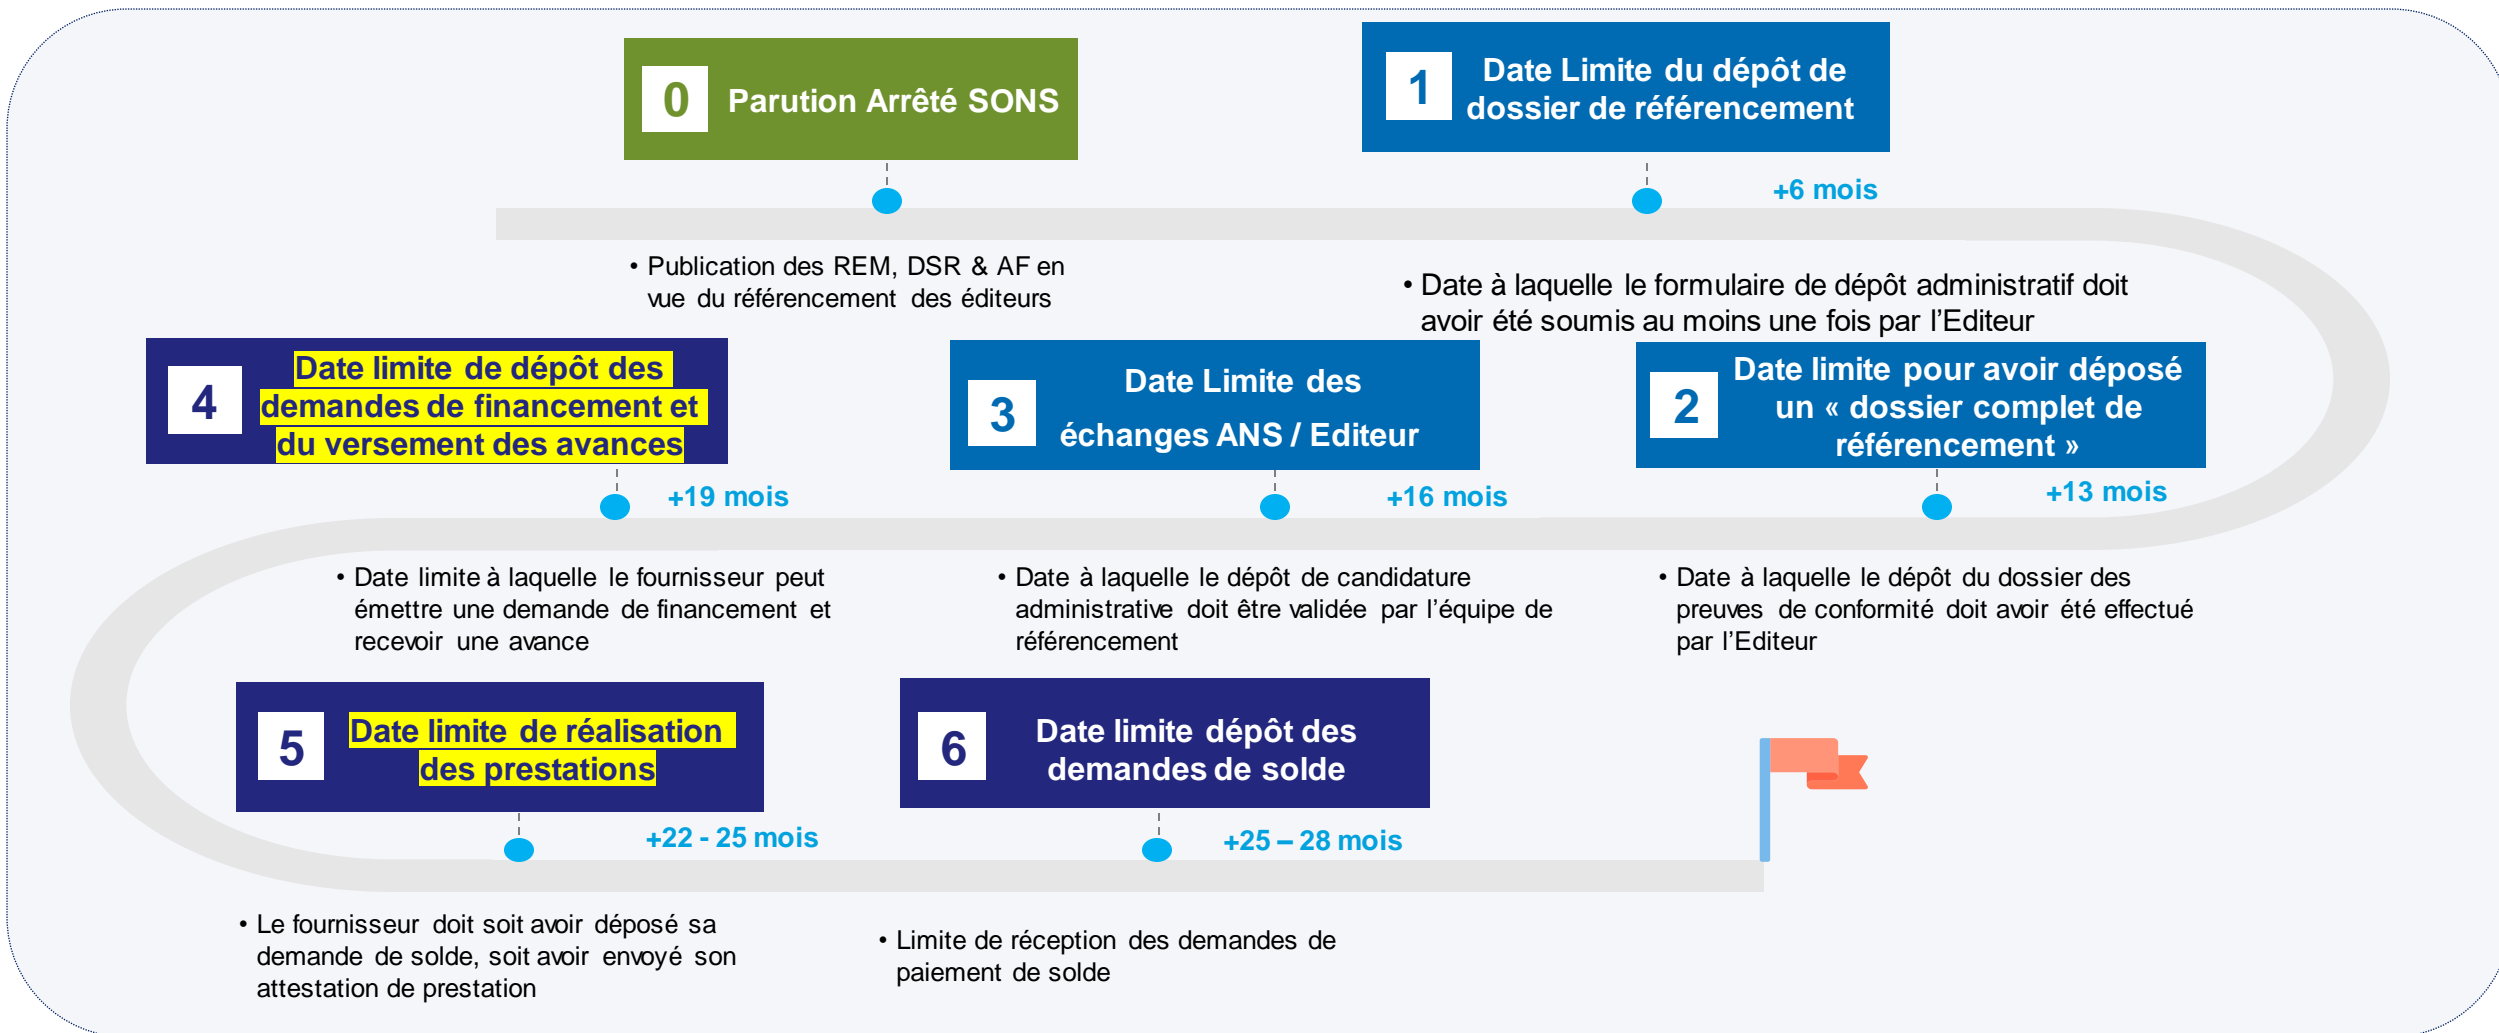 0
Parution Arrêté SONS
• Publication des REM, DSR & AF en
vue du référencement des éditeurs
1
Date Limite du dépôt de
dossier de référencement
+6 mois
• Date à laquelle le formulaire de dépôt administratif doit
avoir été soumis au moins une fois par l’Editeur
2
Date limite pour avoir déposé
un « dossier complet de
référencement »
+13 mois
• Date à laquelle le dépôt du dossier des
preuves de conformité doit avoir été effectué
par l’Editeur
3
Date Limite des
échanges ANS / Editeur
+16 mois
• Date à laquelle le dépôt de candidature
administrative doit être validée par l’équipe de
référencement
4
Date limite de dépôt des
demandes de financement et
du versement des avances
+19 mois
• Date limite à laquelle le fournisseur peut
émettre une demande de financement et
recevoir une avance
5
Date limite de réalisation
des prestations
+22 - 25 mois
• Le fournisseur doit soit avoir déposé sa
demande de solde, soit avoir envoyé son
attestation de prestation
6
Date limite dépôt des
demandes de solde
+25 – 28 mois
• Limite de réception des demandes de
paiement de solde